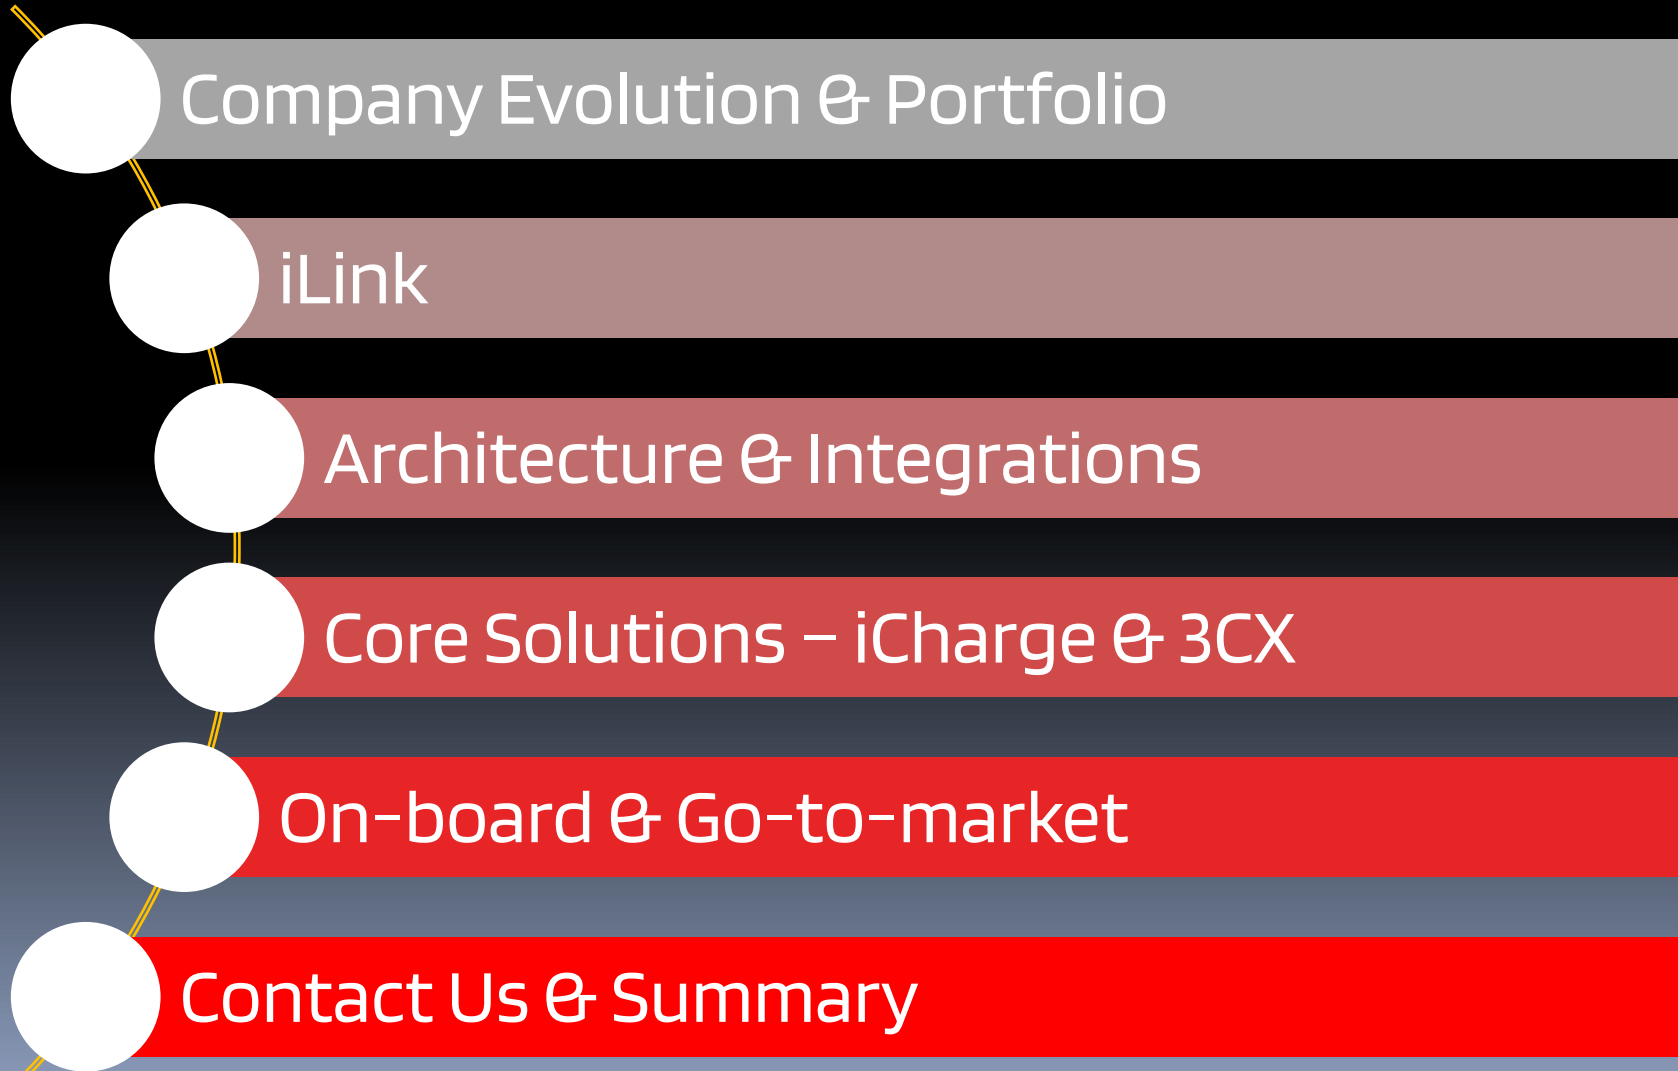 Company Evolution & Portfolio
iLink
Architecture & Integrations
Core Solutions – iCharge & 3CX
On-board & Go-to-market
Contact Us & Summary